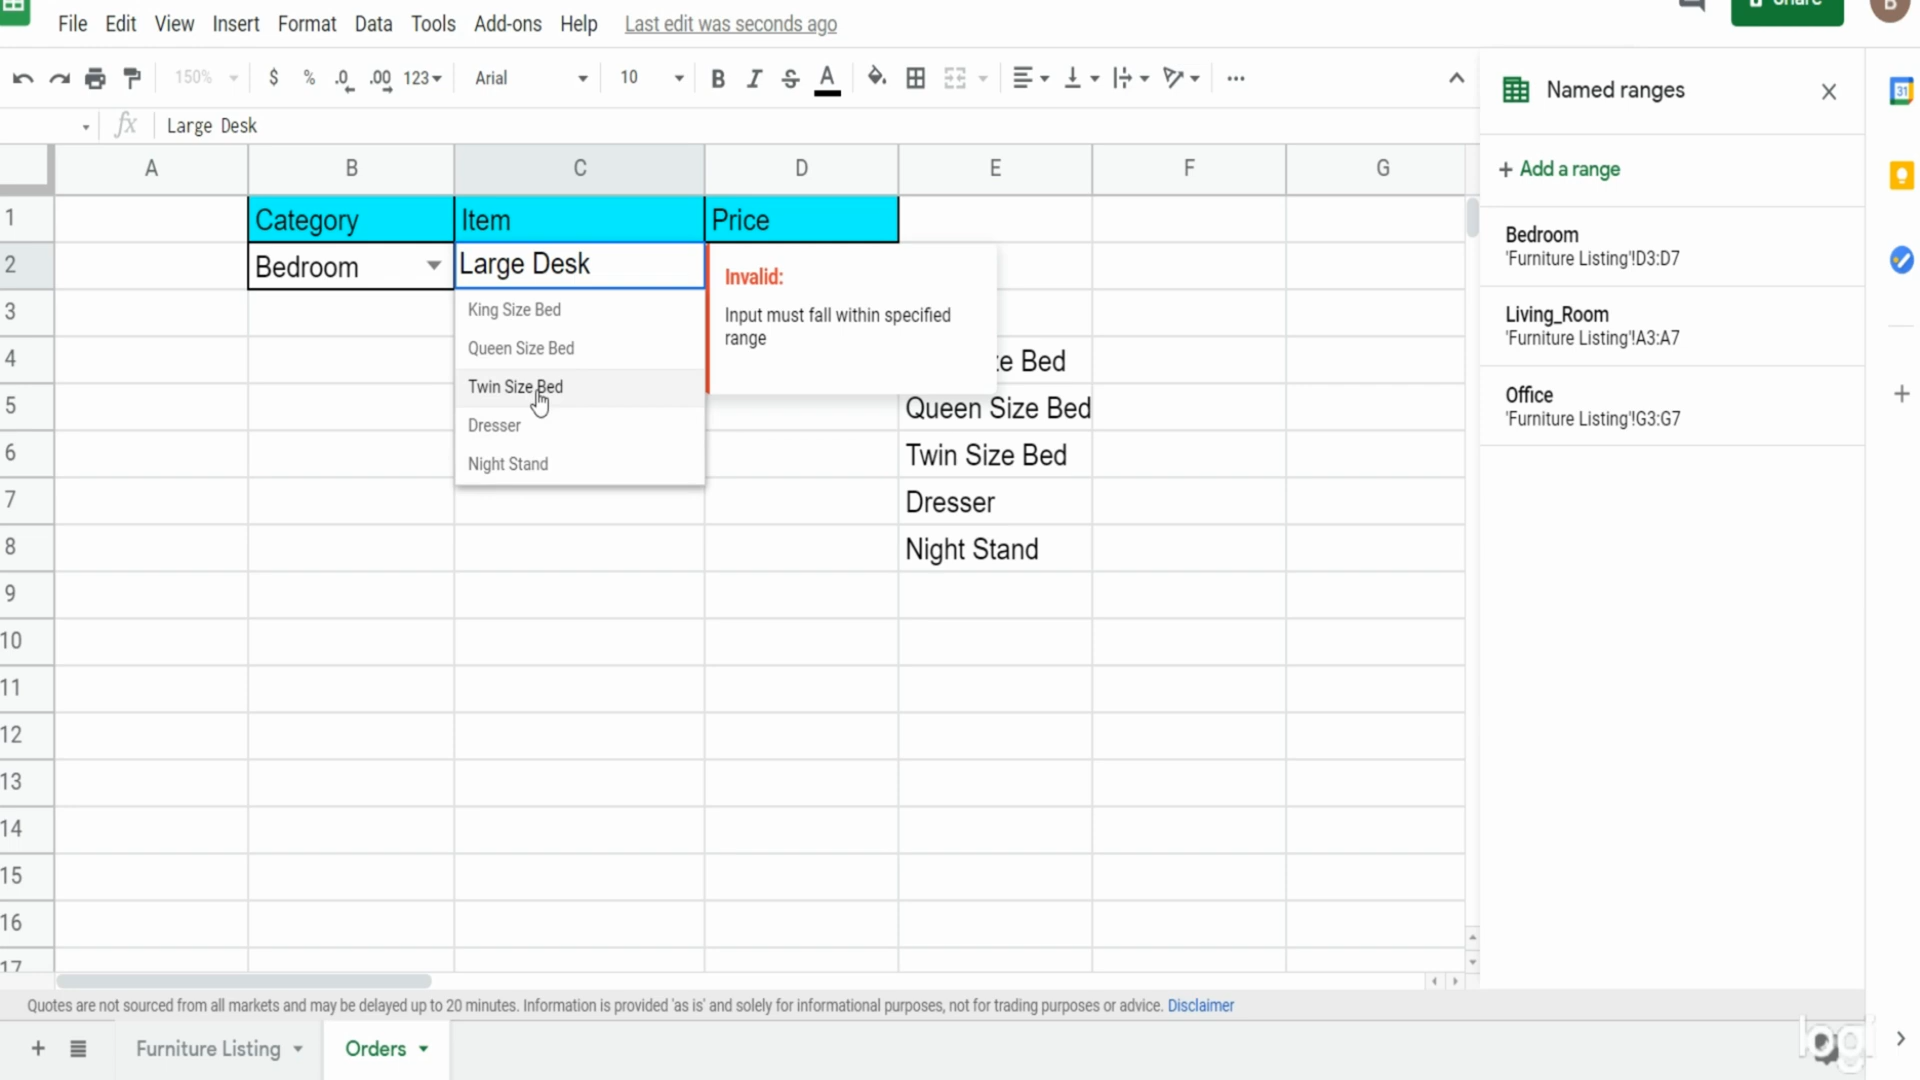 Share
B
File Edit View Insert Format Data Tools Add-ons Help Last edit was seconds ago
150% $ % .0 .00 123 Arial 10 B I S A
fx Large Desk
A B C D E F G
1 Category Item Price
2 Bedroom Large Desk
Invalid:
Input must fall within specified
range
King Size Bed
Queen Size Bed
Twin Size Bed
Dresser
Night Stand
3
4 ze Bed
5 Queen Size Bed
6 Twin Size Bed
7 Dresser
8 Night Stand
9
10
11
12
13
14
15
16
17
Named ranges
+ Add a range
Bedroom
'Furniture Listing'!D3:D7
Living_Room
'Furniture Listing'!A3:A7
Office
'Furniture Listing'!G3:G7
31
Quotes are not sourced from all markets and may be delayed up to 20 minutes. Information is provided 'as is' and solely for informational purposes, not for trading purposes or advice. Disclaimer
+ Furniture Listing Orders
logi